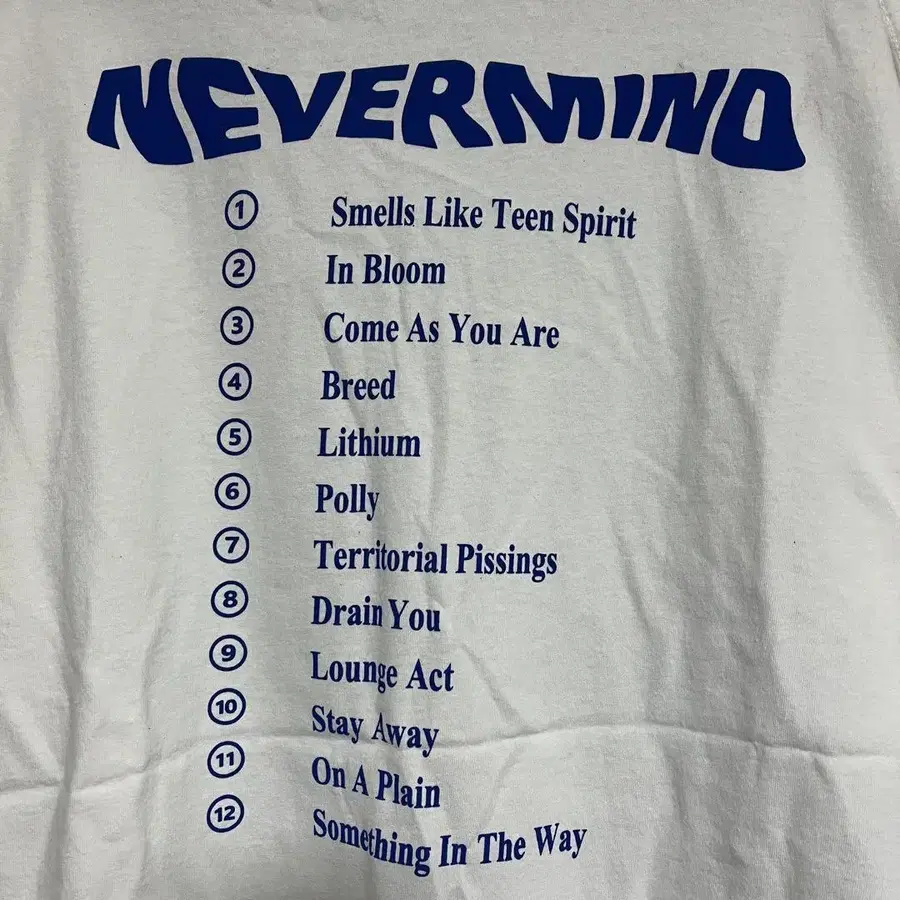 NEVERMIND
① Smells Like Teen Spirit
② In Bloom
③ Come As You Are
④ Breed
⑤ Lithium
⑥ Polly
⑦ Territorial Pissings
⑧ Drain You
⑨ Lounge Act
⑩ Stay Away
⑪ On A Plain
⑫ Something In The Way